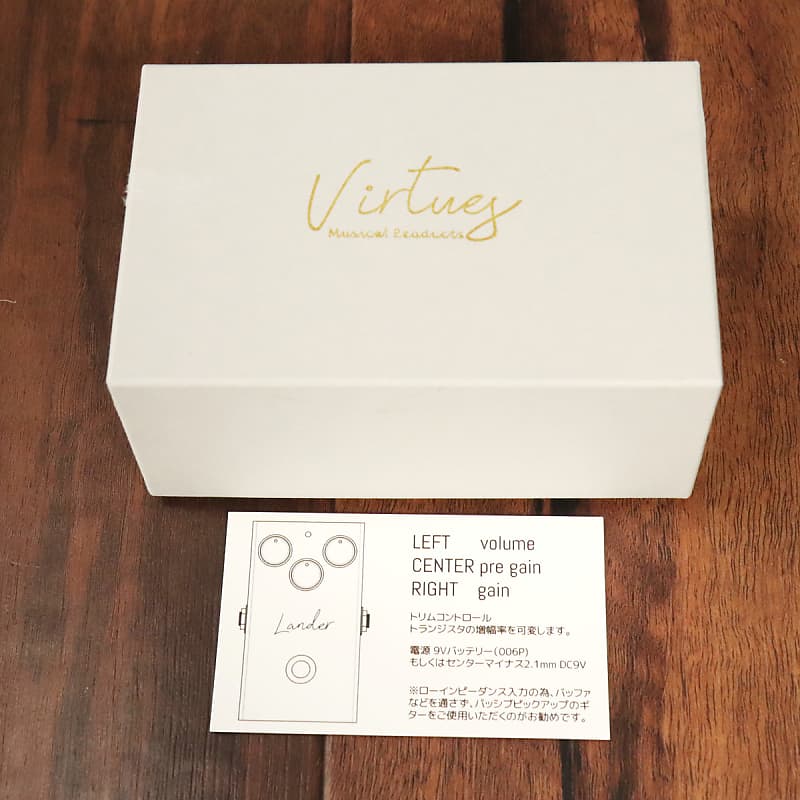 Virtues
Musical Products
Lander
LEFT volume
CENTER pre gain
RIGHT gain
トリムコントロール
トランジスタの増幅率を可変します。
電源 9Vバッテリー(006P)
もしくはセンターマイナス2.1mm DC9V
※ローインピーダンス入力の為、バッファ
などを通さず、パッシブピックアップのギ
ターをご使用いただくのがお勧めです。